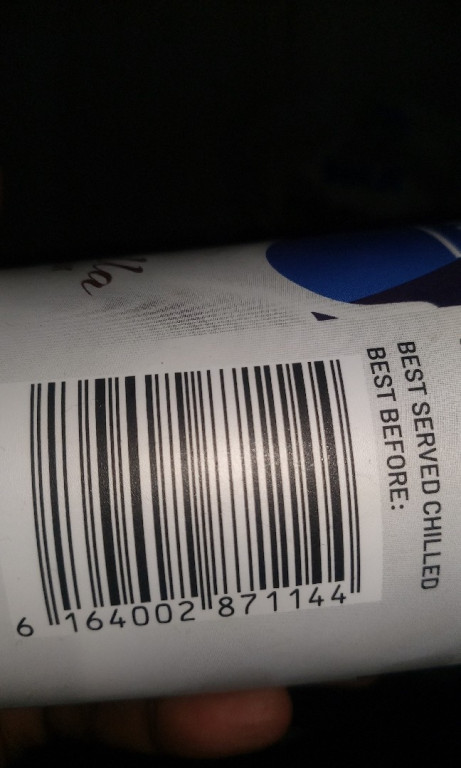 BEST SERVED CHILLED
BEST BEFORE:
6 164002 871144